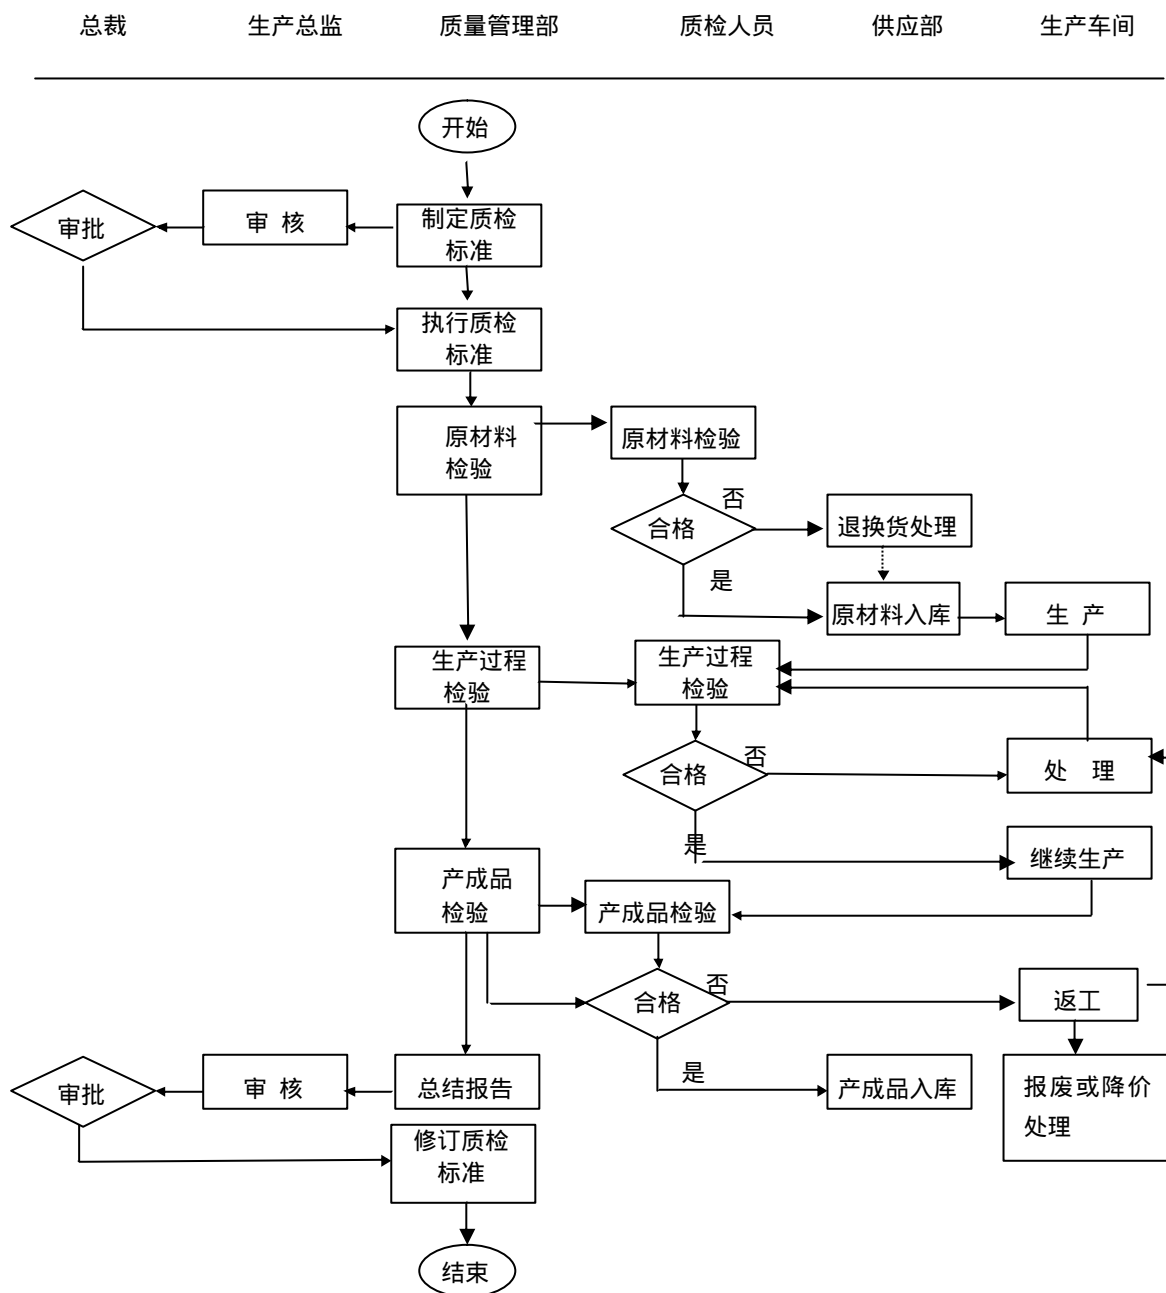 总裁 生产总监 质量管理部 质检人员 供应部 生产车间
开始
审批
审 核
制定质检
标准
执行质检
标准
原材料
检验
原材料检验
否
合格
退换货处理
是
原材料入库
生 产
生产过程
检验
生产过程
检验
否
合格
处 理
是
继续生产
产成品
检验
产成品检验
否
合格
返工
审批
审 核
总结报告
是
产成品入库
报废或降价
处理
修订质检
标准
结束